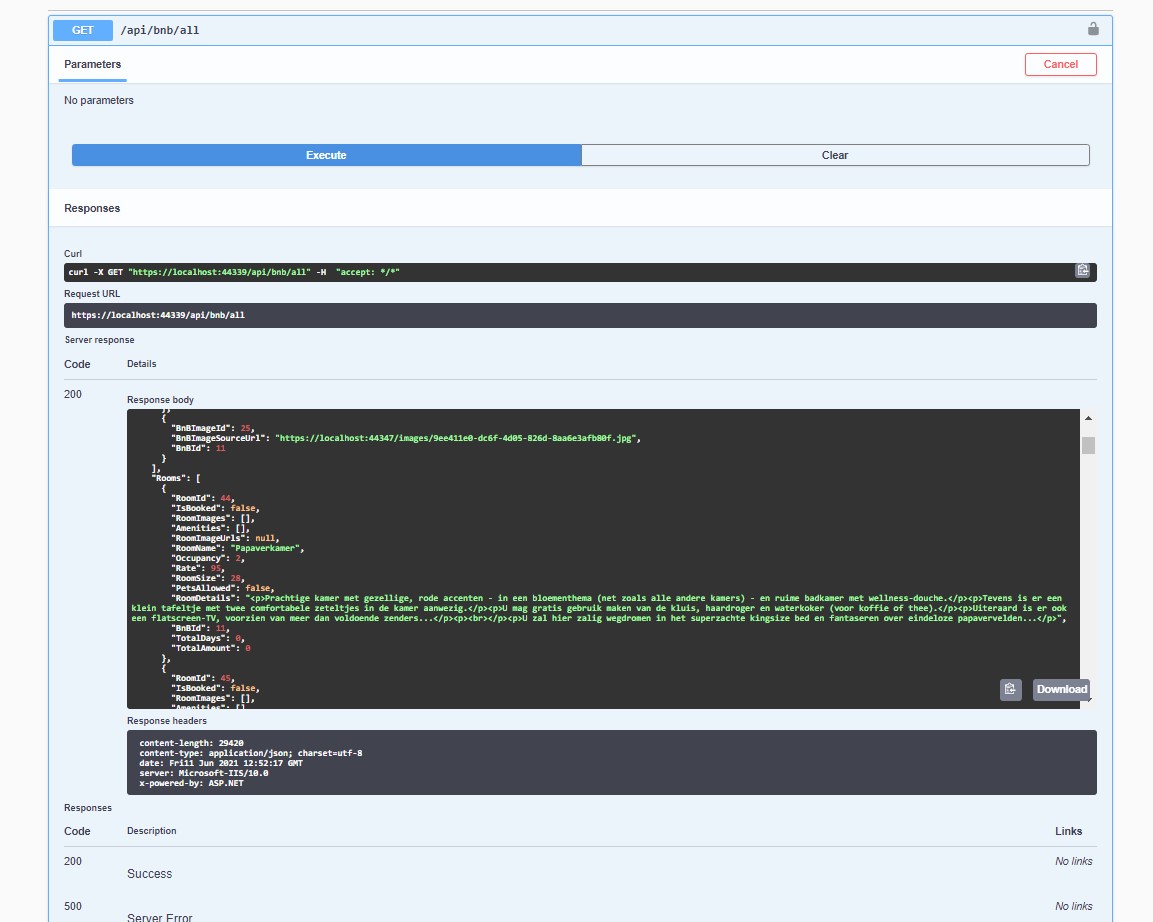 GET /api/bnb/all
Parameters
Cancel
No parameters
Execute
Clear
Responses
Curl
curl -X GET "https://localhost:44339/api/bnb/all" -H  "accept: */*"
Request URL
https://localhost:44339/api/bnb/all
Server response
Code Details
200
Response body
},
{
"BnBImageId": 25,
"BnBImageSourceUrl": "https://localhost:44347/images/9ee411e0-dc6f-4d05-826d-8aa6e3afb80f.jpg",
"BnBId": 11
}
],
"Rooms": [
{
"RoomId": 44,
"IsBooked": false,
"RoomImages": [],
"Amenities": [],
"RoomImageUrls": null,
"RoomName": "Papaverkamer",
"Occupancy": 2,
"Rate": 95,
"RoomSize": 28,
"PetsAllowed": false,
"RoomDetails": "<p>Prachtige kamer met gezellige, rode accenten - in een bloementhema (net zoals alle andere kamers) - en ruime badkamer met wellness-douche.</p><p>Tevens is er een
klein tafeltje met twee comfortabele zeteltjes in de kamer aanwezig.</p><p>U mag gratis gebruik maken van de kluis, haardroger en waterkoker (voor koffie of thee).</p><p>Uiteraard is er ook
een flatscreen-TV, voorzien van meer dan voldoende zenders...</p><p><br></p><p>U zal hier zalig wegdromen in het superzachte kingsize bed en fantaseren over eindeloze papavervelden...</p>",
"BnBId": 11,
"TotalDays": 0,
"TotalAmount": 0
},
{
"RoomId": 45,
"IsBooked": false,
"RoomImages": [],
"Amenities": [],
Download
Response headers
content-length: 29420
content-type: application/json; charset=utf-8
date: Fri11 Jun 2021 12:52:17 GMT
server: Microsoft-IIS/10.0
x-powered-by: ASP.NET
Responses
Code Description Links
200 No links
Success
500 No links
Server Error